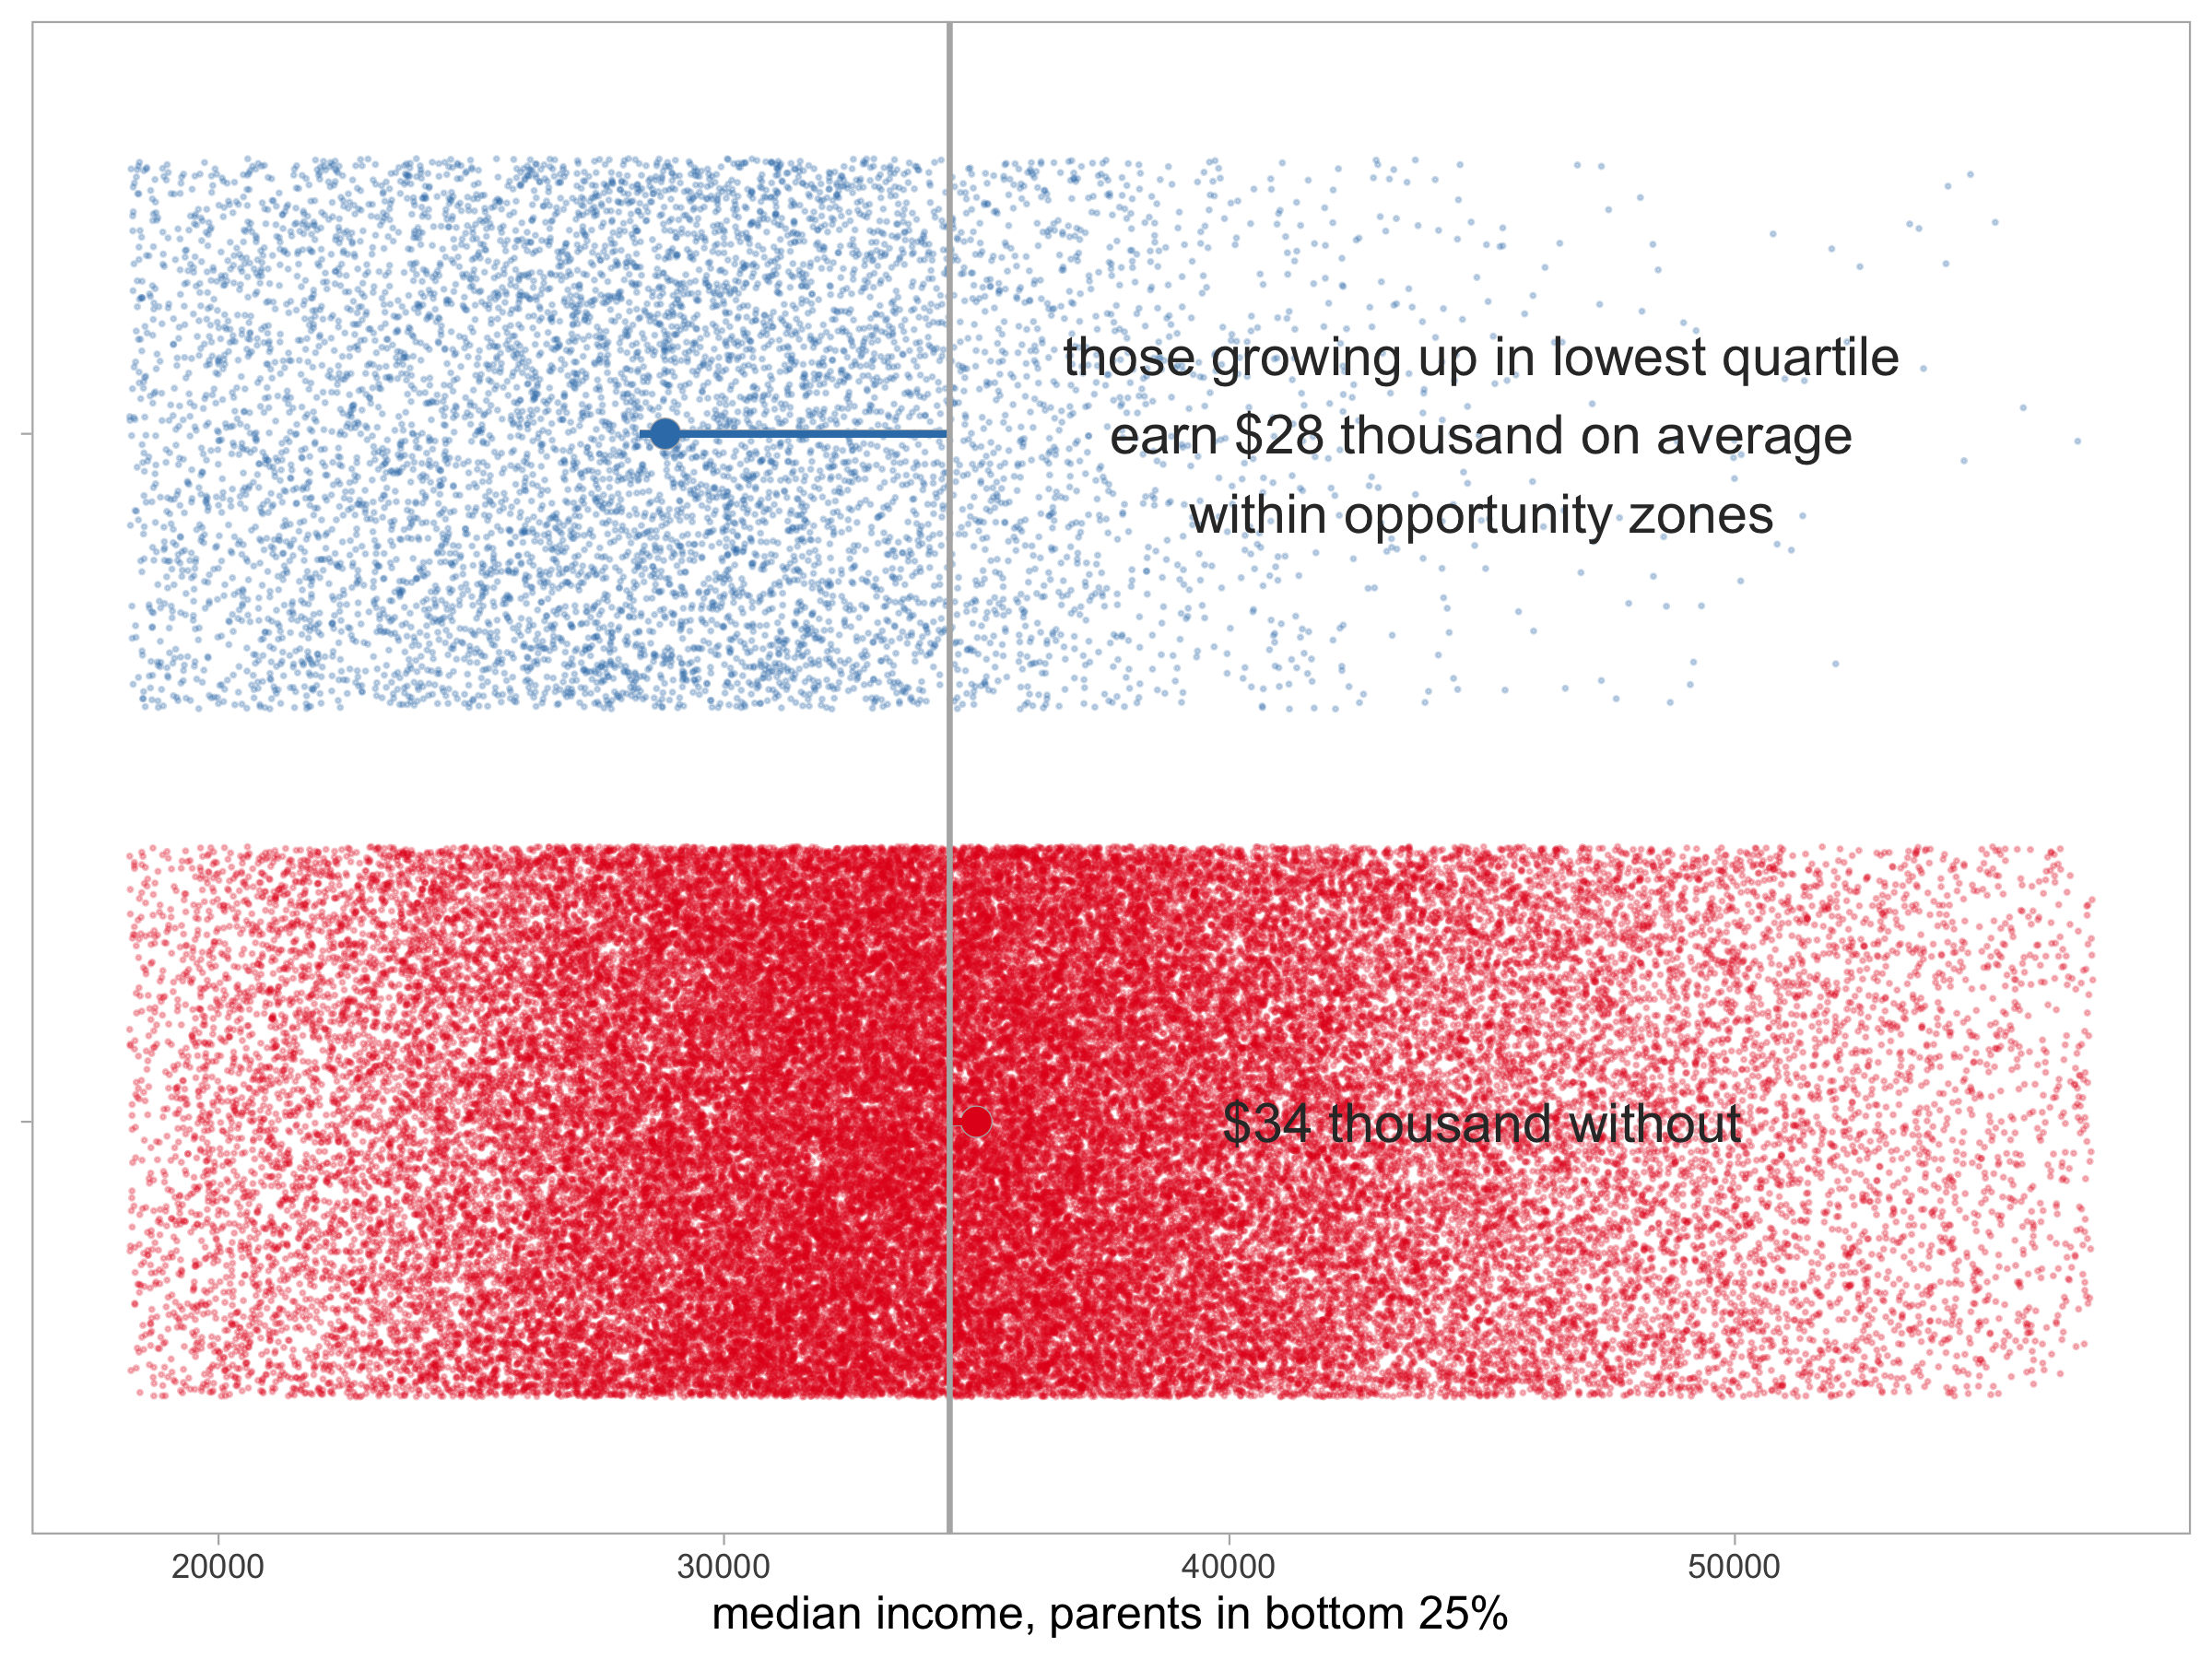 those growing up in lowest quartile
earn $28 thousand on average
within opportunity zones
$34 thousand without
20000 30000 40000 50000
median income, parents in bottom 25%